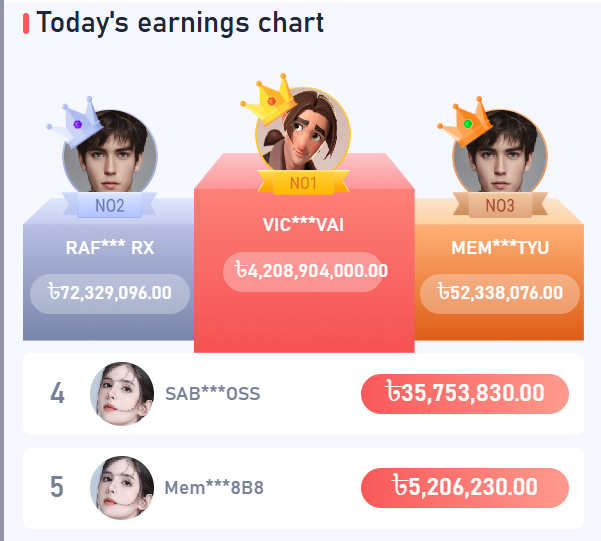 Today's earnings chart
NO2
NO1
NO3
RAF*** RX
VIC***VAI
MEM***TYU
৳72,329,096.00
৳4,208,904,000.00
৳52,338,076.00
4 SAB***OSS ৳35,753,830.00
5 Mem***8B8 ৳5,206,230.00